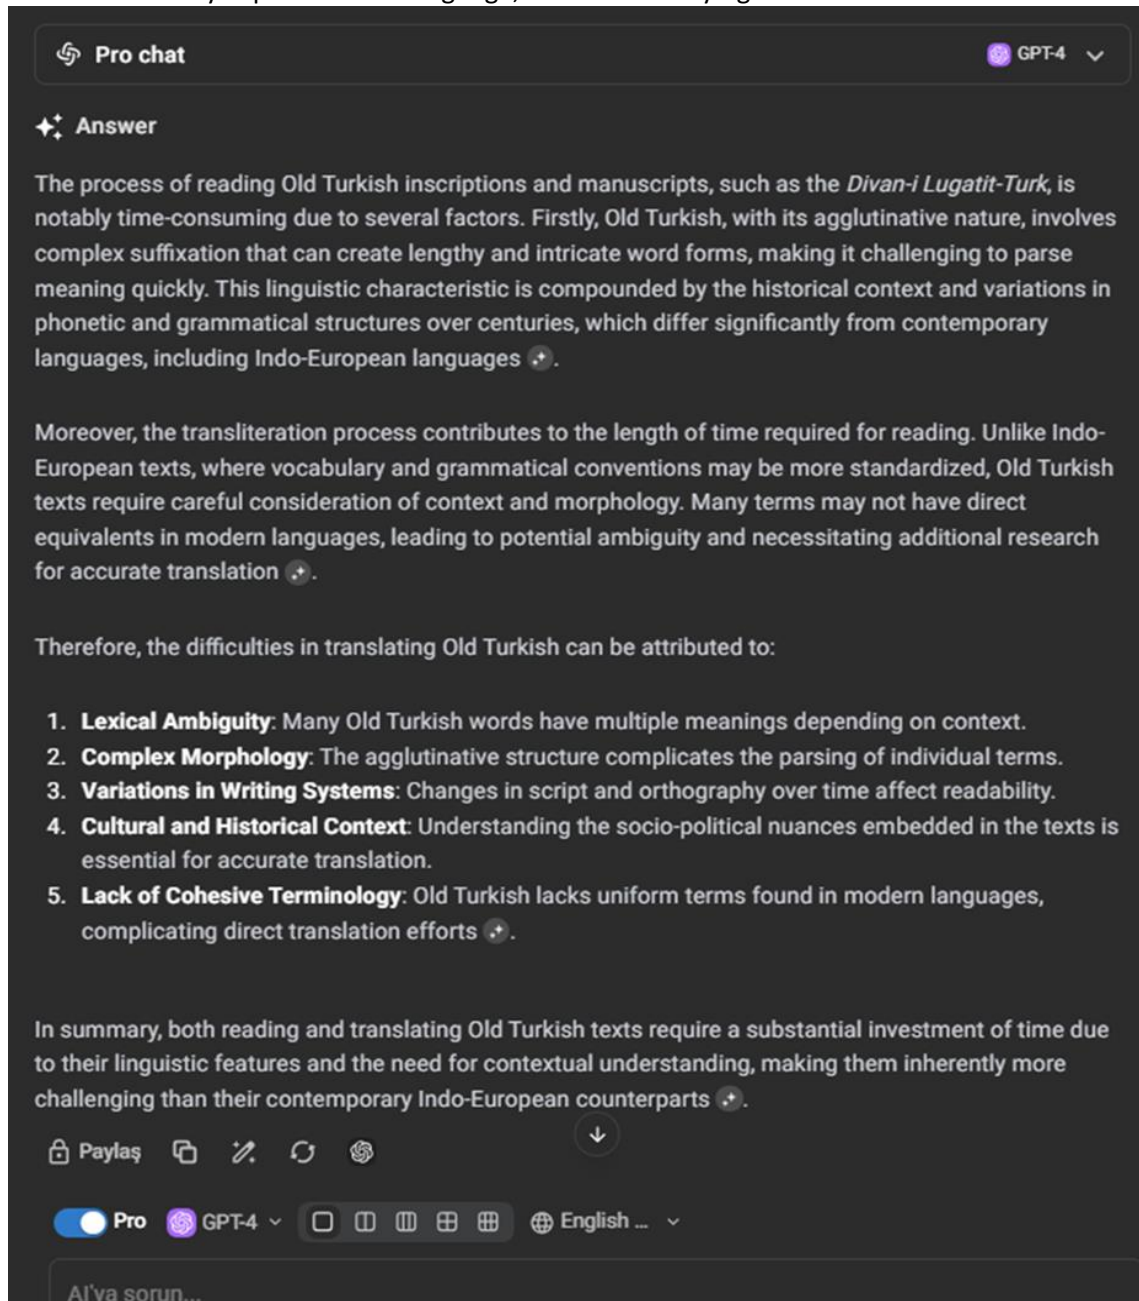 Pro chat
GPT-4
Answer
The process of reading Old Turkish inscriptions and manuscripts, such as the Divan-i Lugatit-Turk, is
notably time-consuming due to several factors. Firstly, Old Turkish, with its agglutinative nature, involves
complex suffixation that can create lengthy and intricate word forms, making it challenging to parse
meaning quickly. This linguistic characteristic is compounded by the historical context and variations in
phonetic and grammatical structures over centuries, which differ significantly from contemporary
languages, including Indo-European languages .
Moreover, the transliteration process contributes to the length of time required for reading. Unlike Indo-
European texts, where vocabulary and grammatical conventions may be more standardized, Old Turkish
texts require careful consideration of context and morphology. Many terms may not have direct
equivalents in modern languages, leading to potential ambiguity and necessitating additional research
for accurate translation .
Therefore, the difficulties in translating Old Turkish can be attributed to:
1. Lexical Ambiguity: Many Old Turkish words have multiple meanings depending on context.
2. Complex Morphology: The agglutinative structure complicates the parsing of individual terms.
3. Variations in Writing Systems: Changes in script and orthography over time affect readability.
4. Cultural and Historical Context: Understanding the socio-political nuances embedded in the texts is
essential for accurate translation.
5. Lack of Cohesive Terminology: Old Turkish lacks uniform terms found in modern languages,
complicating direct translation efforts .
In summary, both reading and translating Old Turkish texts require a substantial investment of time due
to their linguistic features and the need for contextual understanding, making them inherently more
challenging than their contemporary Indo-European counterparts .
Paylaş
Pro GPT-4 English ...
AI'ya sorun...